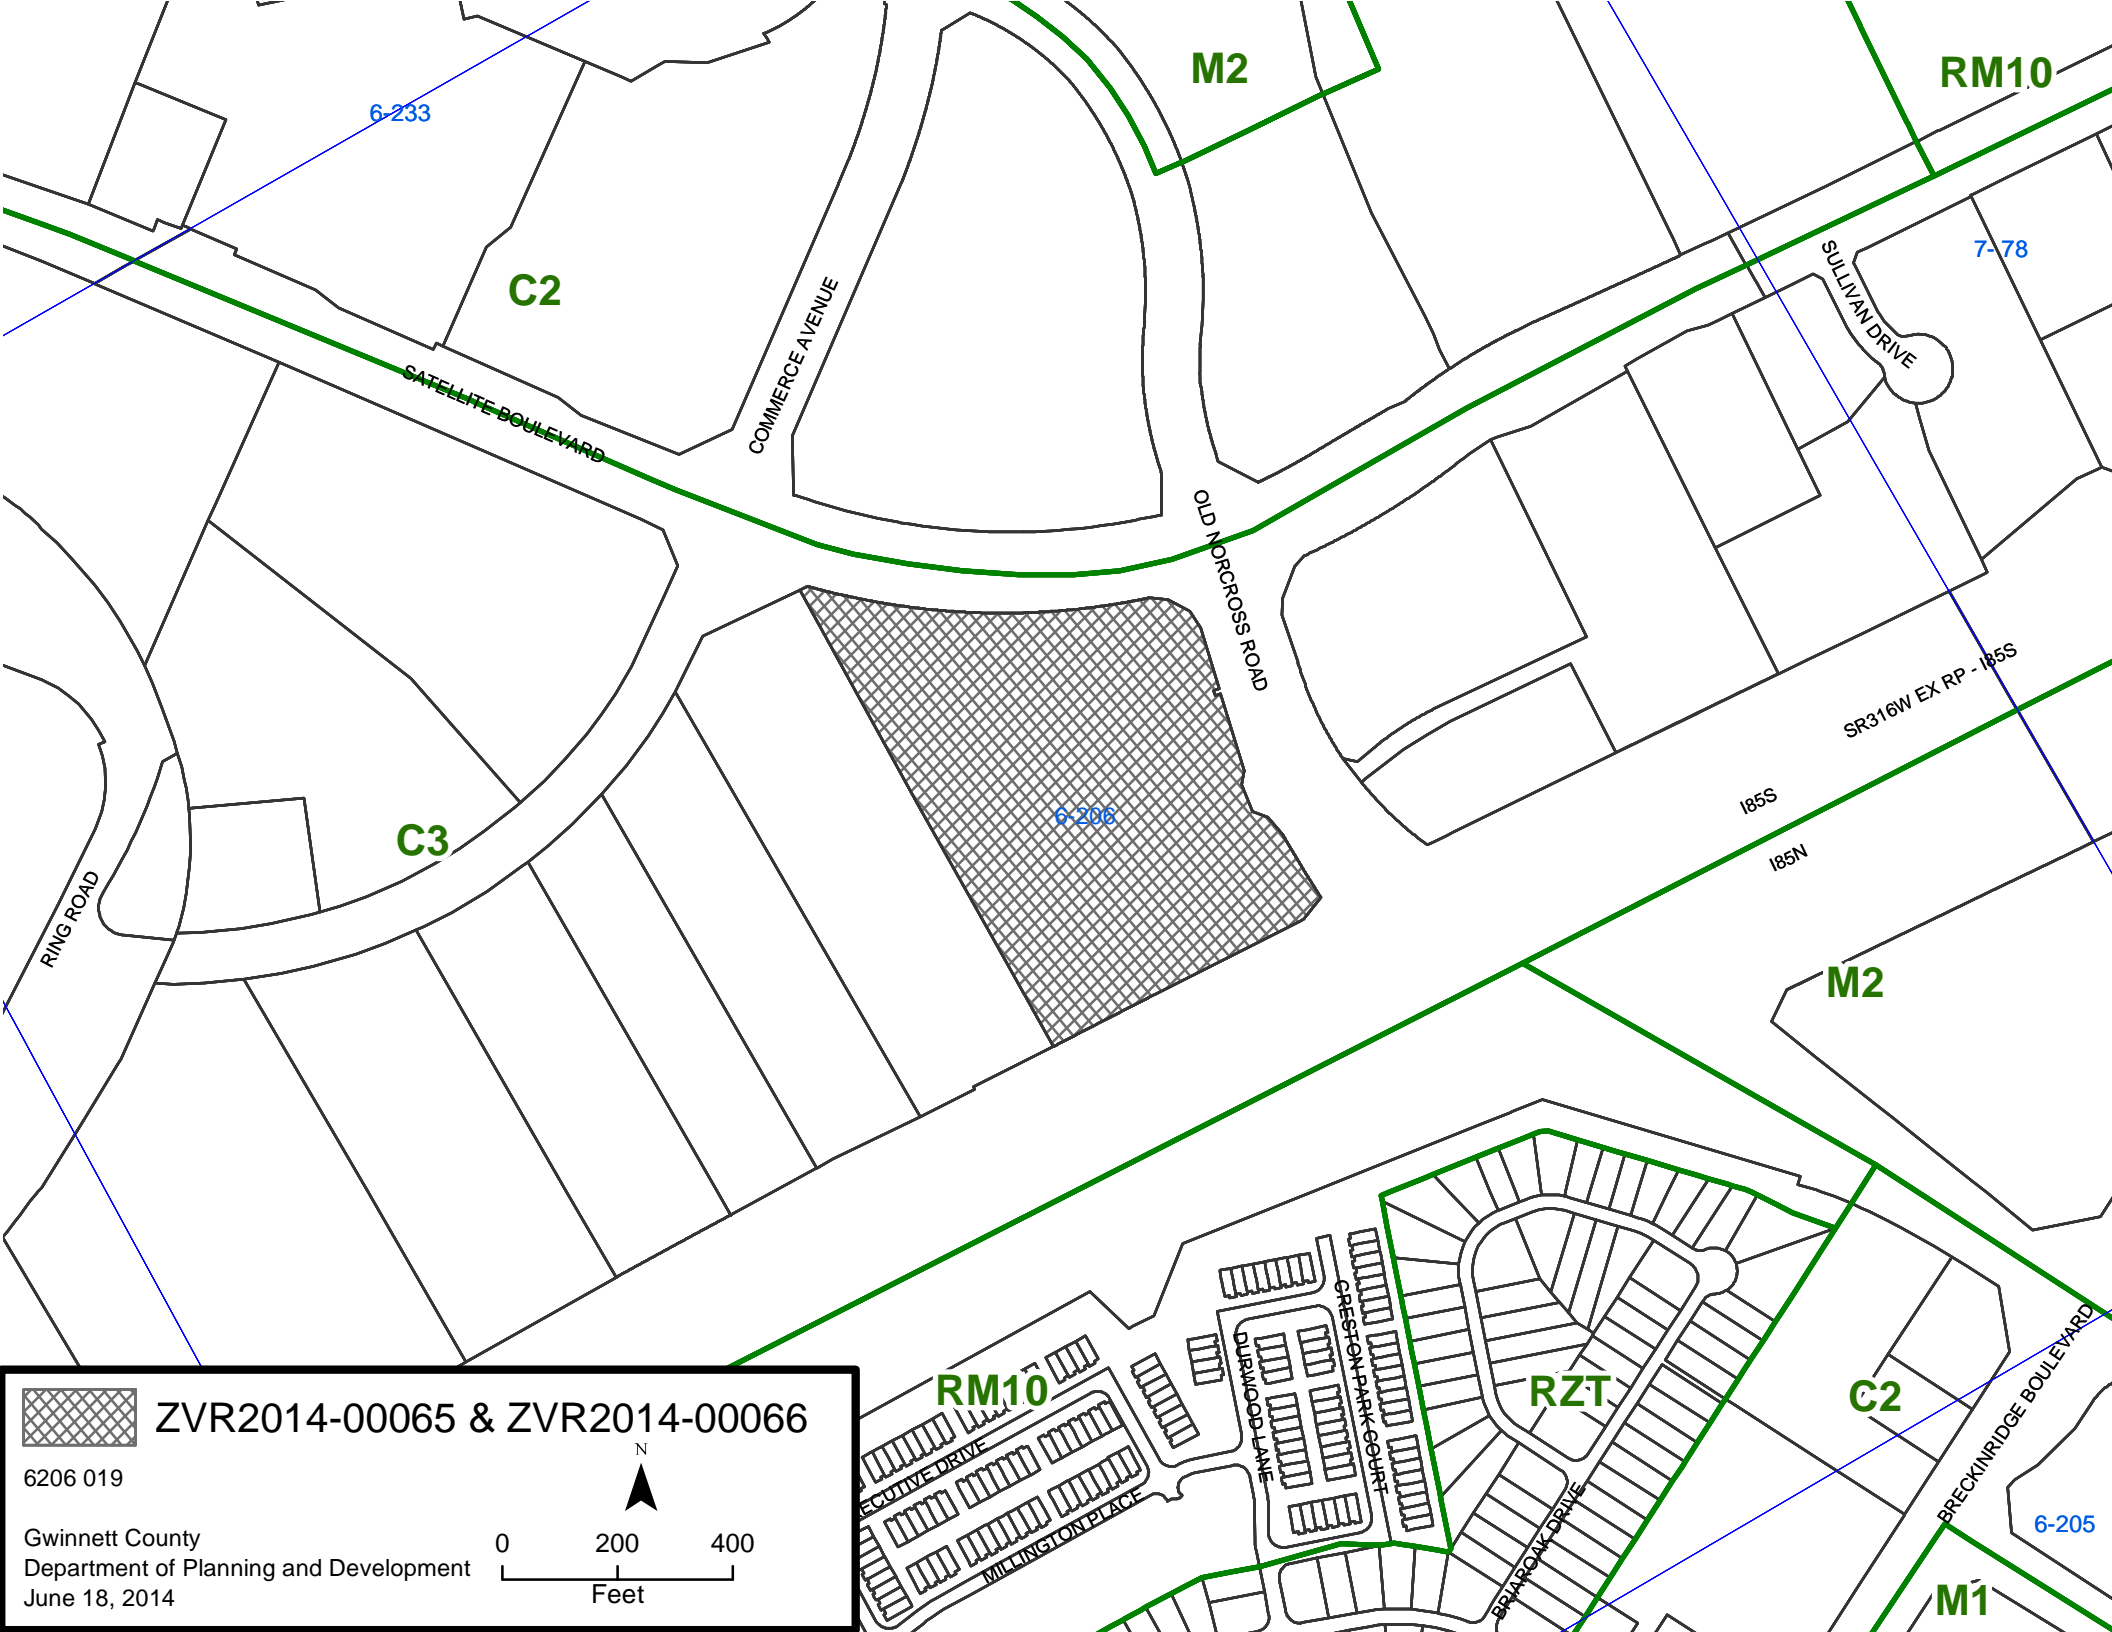 M2
RM10
6-233
7-78
SULLIVAN DRIVE
C2
COMMERCE AVENUE
SATELLITE BOULEVARD
OLD NORCROSS ROAD
SR316W EX RP - I85S
I85S
6-206
C3
I85N
RING ROAD
M2
CRESTON PARK COURT
DURWOOD LANE
RM10
RZT
C2
BRECKINRIDGE BOULEVARD
ECUTIVE DRIVE
MILLINGTON PLACE
BRIAROAK DRIVE
6-205
M1
ZVR2014-00065 & ZVR2014-00066
N
6206 019
Gwinnett County
Department of Planning and Development
June 18, 2014
0 200 400
Feet